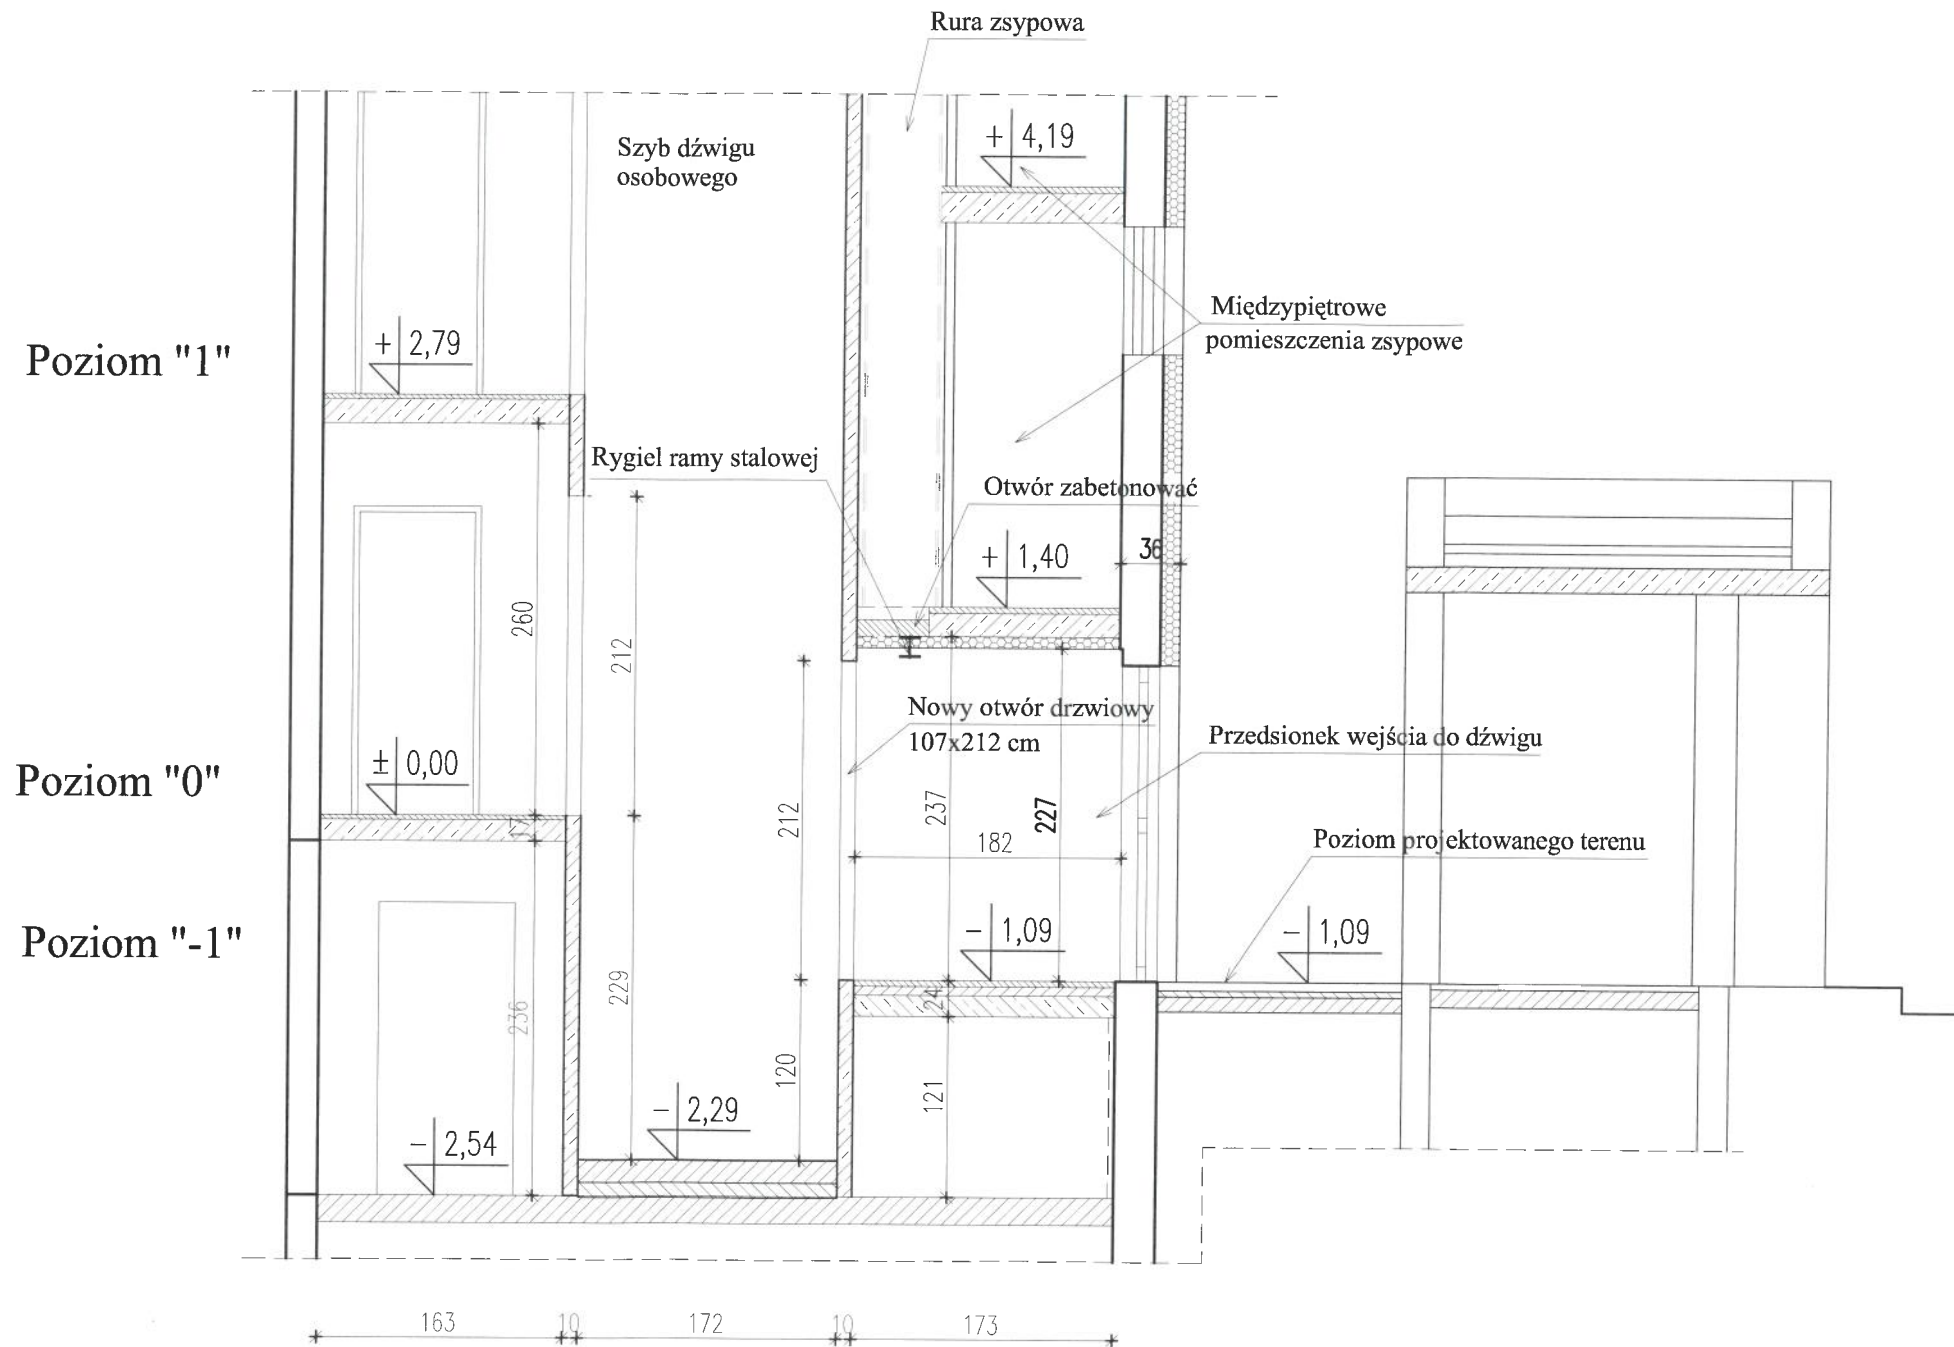 Rura zsypowa
Szyb dźwigu
osobowego
+ 4,19
Międzypiętrowe
pomieszczenia zsypowe
+ 2,79
Poziom "1"
Rygiel ramy stalowej
Otwór zabetonować
36
+ 1,40
260
212
Nowy otwór drzwiowy
107x212 cm
Przedsionek wejścia do dźwigu
± 0,00
Poziom "0"
212
237
227
17
182
Poziom projektowanego terenu
- 1,09
- 1,09
Poziom "-1"
229
24
236
120
121
- 2,29
- 2,54
163
10
172
10
173